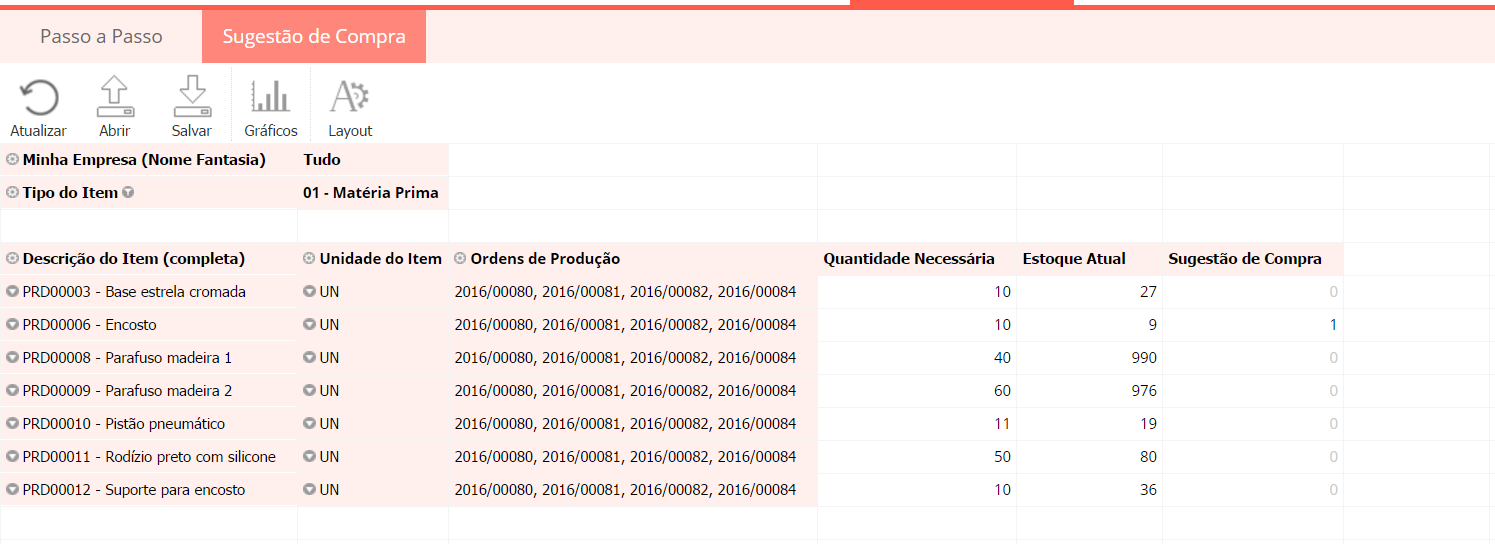 Passo a Passo Sugestão de Compra
Atualizar Abrir Salvar Gráficos Layout
Minha Empresa (Nome Fantasia) Tudo
Tipo do Item 01 - Matéria Prima
Descrição do Item (completa) Unidade do Item Ordens de Produção Quantidade Necessária Estoque Atual Sugestão de Compra
PRD00003 - Base estrela cromada UN 2016/00080, 2016/00081, 2016/00082, 2016/00084 10 27 0
PRD00006 - Encosto UN 2016/00080, 2016/00081, 2016/00082, 2016/00084 10 9 1
PRD00008 - Parafuso madeira 1 UN 2016/00080, 2016/00081, 2016/00082, 2016/00084 40 990 0
PRD00009 - Parafuso madeira 2 UN 2016/00080, 2016/00081, 2016/00082, 2016/00084 60 976 0
PRD00010 - Pistão pneumático UN 2016/00080, 2016/00081, 2016/00082, 2016/00084 11 19 0
PRD00011 - Rodízio preto com silicone UN 2016/00080, 2016/00081, 2016/00082, 2016/00084 50 80 0
PRD00012 - Suporte para encosto UN 2016/00080, 2016/00081, 2016/00082, 2016/00084 10 36 0